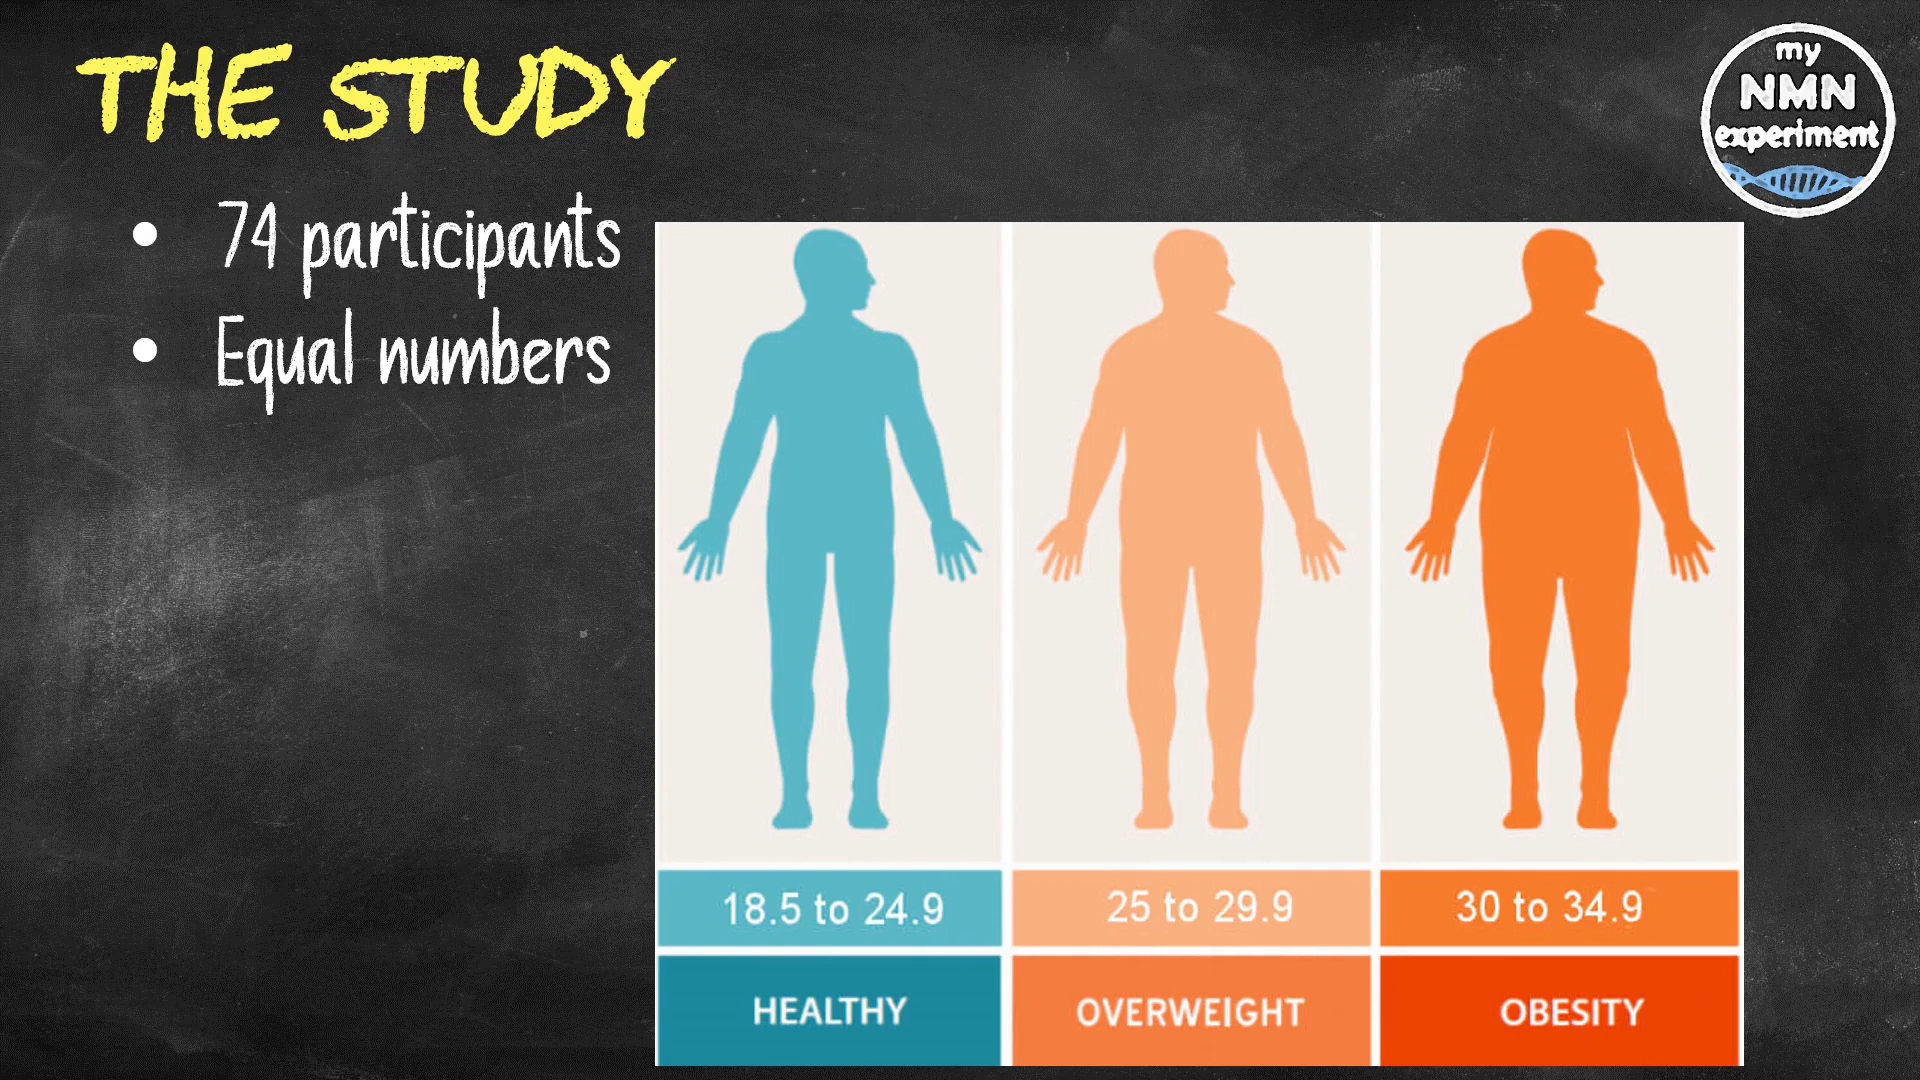 THE STUDY
my
NMN
experiment
• 74 participants
• Equal numbers
18.5 to 24.9
25 to 29.9
30 to 34.9
HEALTHY
OVERWEIGHT
OBESITY